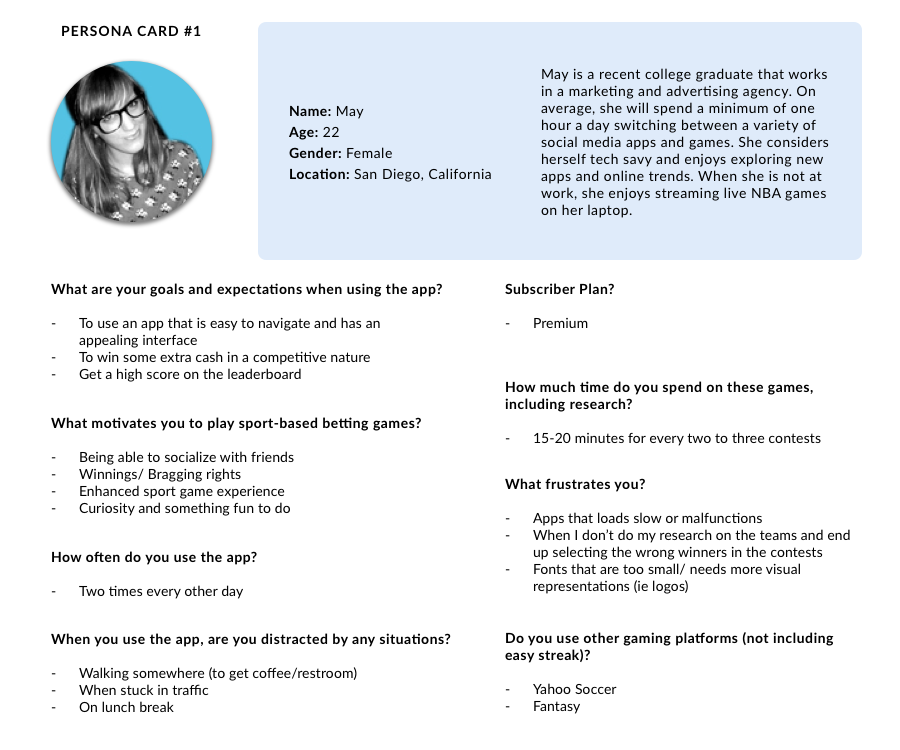 PERSONA CARD #1
Name: May
Age: 22
Gender: Female
Location: San Diego, California
May is a recent college graduate that works
in a marketing and advertising agency. On
average, she will spend a minimum of one
hour a day switching between a variety of
social media apps and games. She considers
herself tech savy and enjoys exploring new
apps and online trends. When she is not at
work, she enjoys streaming live NBA games
on her laptop.
What are your goals and expectations when using the app?
- To use an app that is easy to navigate and has an
appealing interface
- To win some extra cash in a competitive nature
- Get a high score on the leaderboard
What motivates you to play sport-based betting games?
- Being able to socialize with friends
- Winnings/ Bragging rights
- Enhanced sport game experience
- Curiosity and something fun to do
How often do you use the app?
- Two times every other day
When you use the app, are you distracted by any situations?
- Walking somewhere (to get coffee/restroom)
- When stuck in traffic
- On lunch break
Subscriber Plan?
- Premium
How much time do you spend on these games,
including research?
- 15-20 minutes for every two to three contests
What frustrates you?
- Apps that loads slow or malfunctions
- When I don't do my research on the teams and end
up selecting the wrong winners in the contests
- Fonts that are too small/ needs more visual
representations (ie logos)
Do you use other gaming platforms (not including
easy streak)?
- Yahoo Soccer
- Fantasy